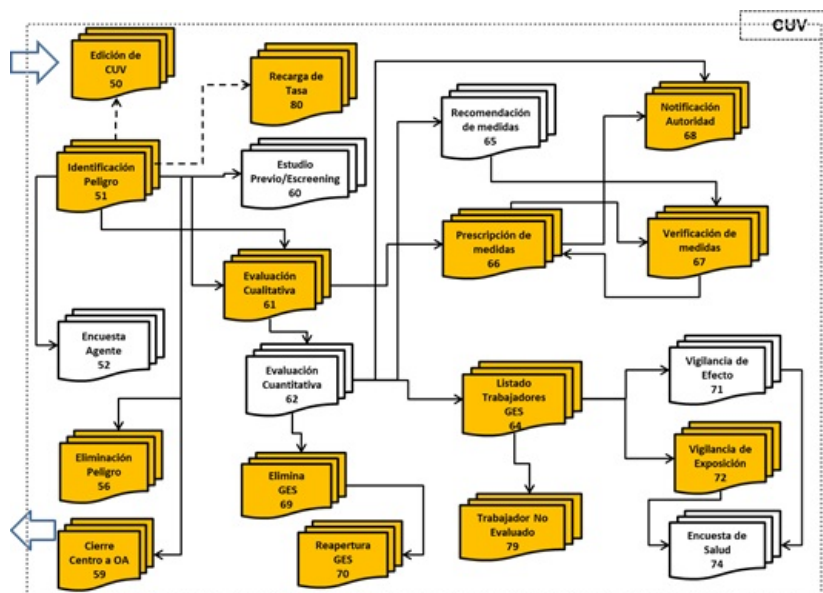 CUV
Edición de
CUV
50
Recarga de
Tasa
80
Recomendación
de medidas
65
Notificación
Autoridad
68
Identificación
Peligro
51
Estudio
Previo/Escreening
60
Prescripción de
medidas
66
Verificación de
medidas
67
Evaluación
Cualitativa
61
Encuesta
Agente
52
Evaluación
Cuantitativa
62
Listado
Trabajadores
GES
64
Vigilancia de
Efecto
71
Eliminación
Peligro
56
Elimina
GES
69
Vigilancia de
Exposición
72
Cierre
Centro a OA
59
Reapertura
GES
70
Trabajador No
Evaluado
79
Encuesta de
Salud
74